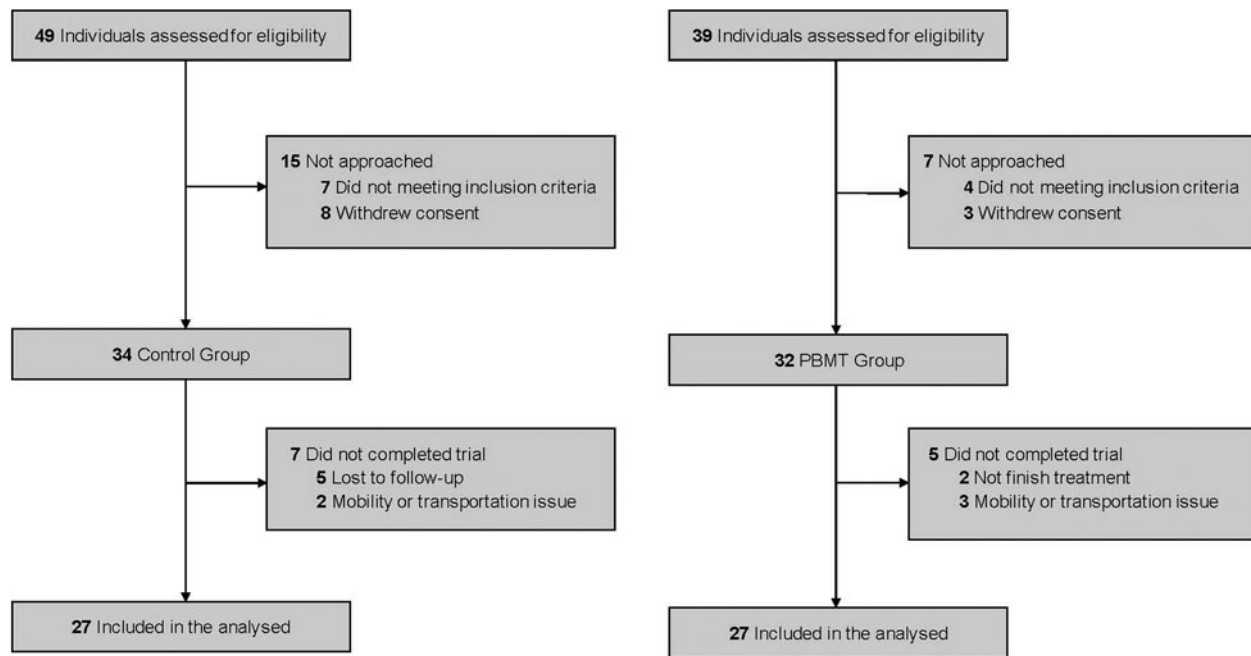 49 Individuals assessed for eligibility
15 Not approached
7 Did not meeting inclusion criteria
8 Withdrew consent
34 Control Group
7 Did not completed trial
5 Lost to follow-up
2 Mobility or transportation issue
27 Included in the analysed
39 Individuals assessed for eligibility
7 Not approached
4 Did not meeting inclusion criteria
3 Withdrew consent
32 PBMT Group
5 Did not completed trial
2 Not finish treatment
3 Mobility or transportation issue
27 Included in the analysed